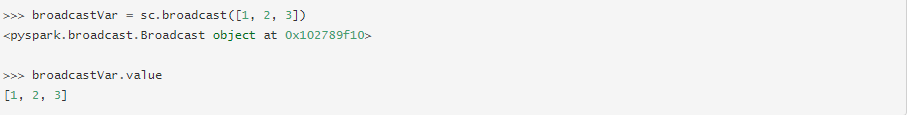 >>> broadcastVar = sc.broadcast([1, 2, 3])
<pyspark.broadcast.Broadcast object at 0x102789f10>
>>> broadcastVar.value
[1, 2, 3]